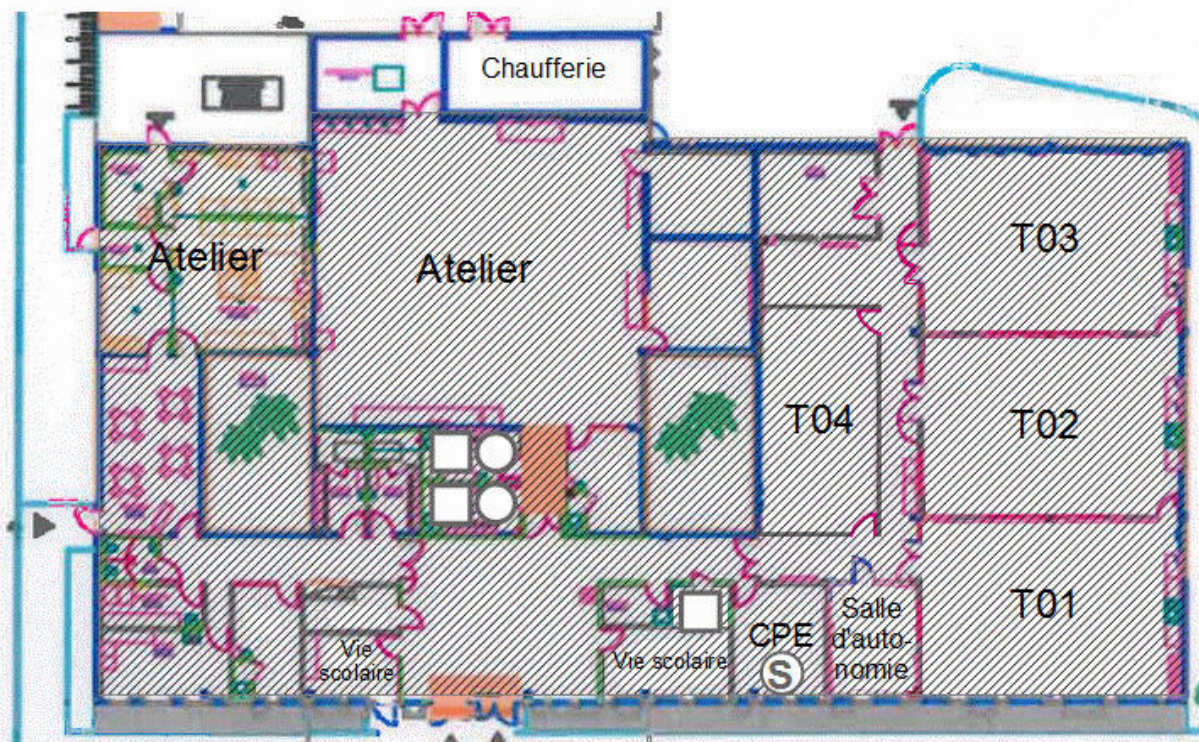 Chaufferie
Atelier
Atelier
T03
T02
T04
T01
Vie
scolaire
Vie scolaire
CPE
S
Salle
d'auto-
nomie